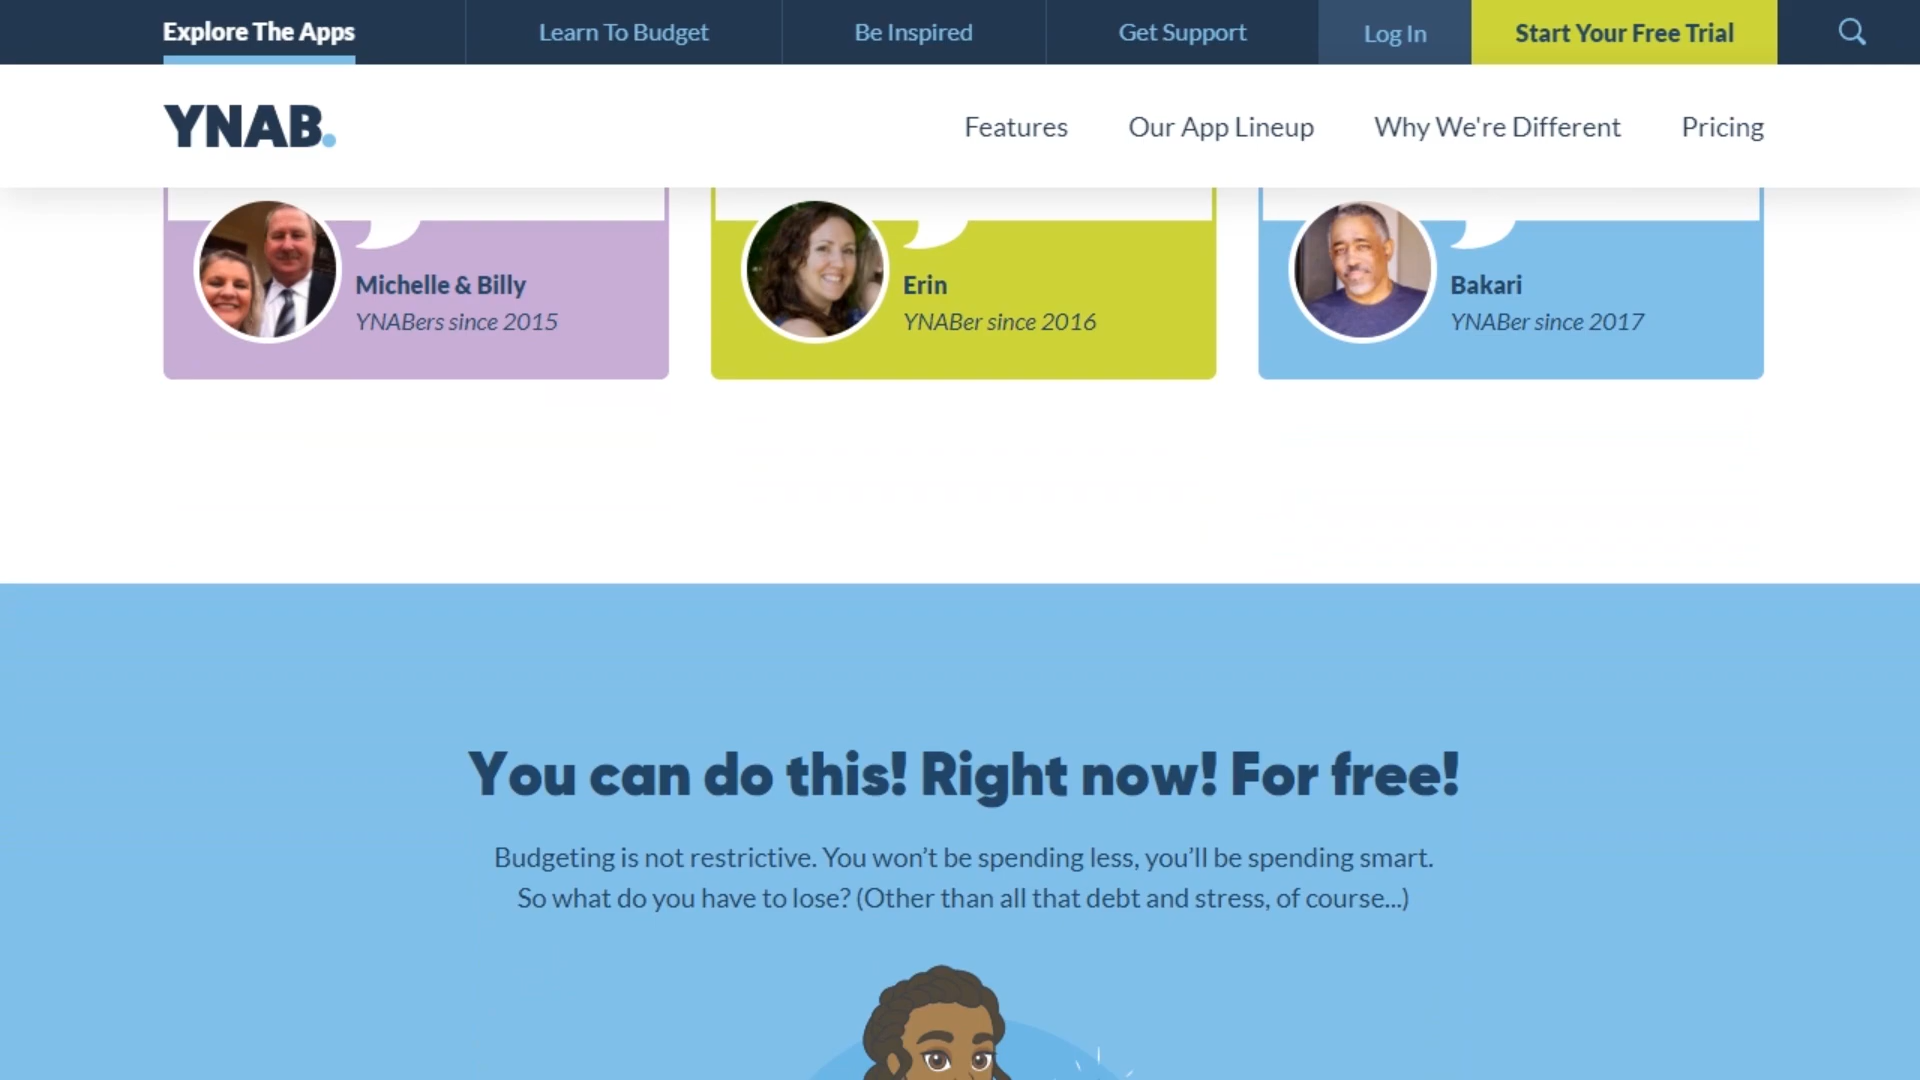 Explore The Apps
Learn To Budget
Be Inspired
Get Support
Log In
Start Your Free Trial
YNAB.
Features
Our App Lineup
Why We're Different
Pricing
Michelle & Billy
YNABers since 2015
Erin
YNABer since 2016
Bakari
YNABer since 2017
You can do this! Right now! For free!
Budgeting is not restrictive. You won’t be spending less, you’ll be spending smart.
So what do you have to lose? (Other than all that debt and stress, of course...)